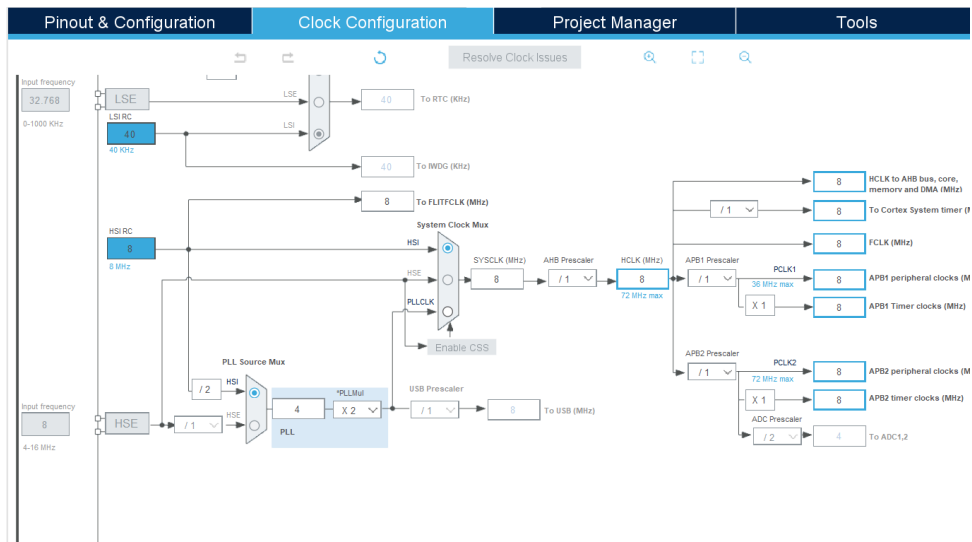 Pinout & Configuration
Clock Configuration
Project Manager
Tools
Resolve Clock Issues
Input frequency
32.768
0-1000 KHz
LSE
LSI RC
40
40 KHz
LSE
LSI
40
To RTC (KHz)
40
To IWDG (KHz)
8
To FLITFCLK (MHz)
HSI RC
8
8 MHz
System Clock Mux
HSI
HSE
PLLCLK
Enable CSS
SYSCLK (MHz)
8
AHB Prescaler
/ 1
HCLK (MHz)
8
72 MHz max
8
HCLK to AHB bus, core,
memory and DMA (MHz)
/ 1
8
To Cortex System timer (M
8
FCLK (MHz)
APB1 Prescaler
/ 1
PCLK1
36 MHz max
8
APB1 peripheral clocks (M
X 1
8
APB1 Timer clocks (MHz)
APB2 Prescaler
/ 1
PCLK2
72 MHz max
8
APB2 peripheral clocks (M
X 1
8
APB2 timer clocks (MHz)
ADC Prescaler
/ 2
4
To ADC1,2
PLL Source Mux
/ 2
HSI
HSE
Input frequency
8
4-16 MHz
HSE
/ 1
4
*PLLMul
X 2
PLL
USB Prescaler
/ 1
8
To USB (MHz)